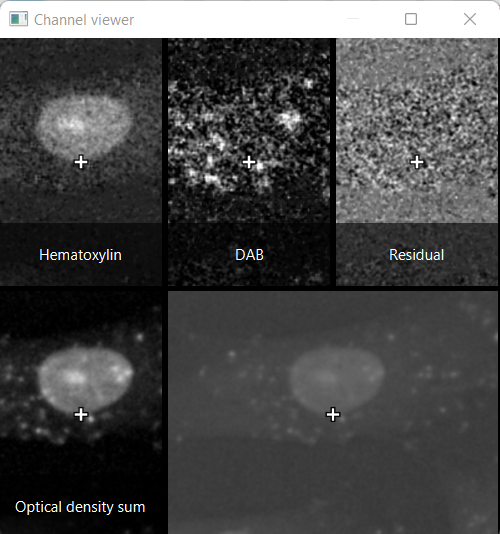 Channel viewer
Hematoxylin
DAB
Residual
Optical density sum